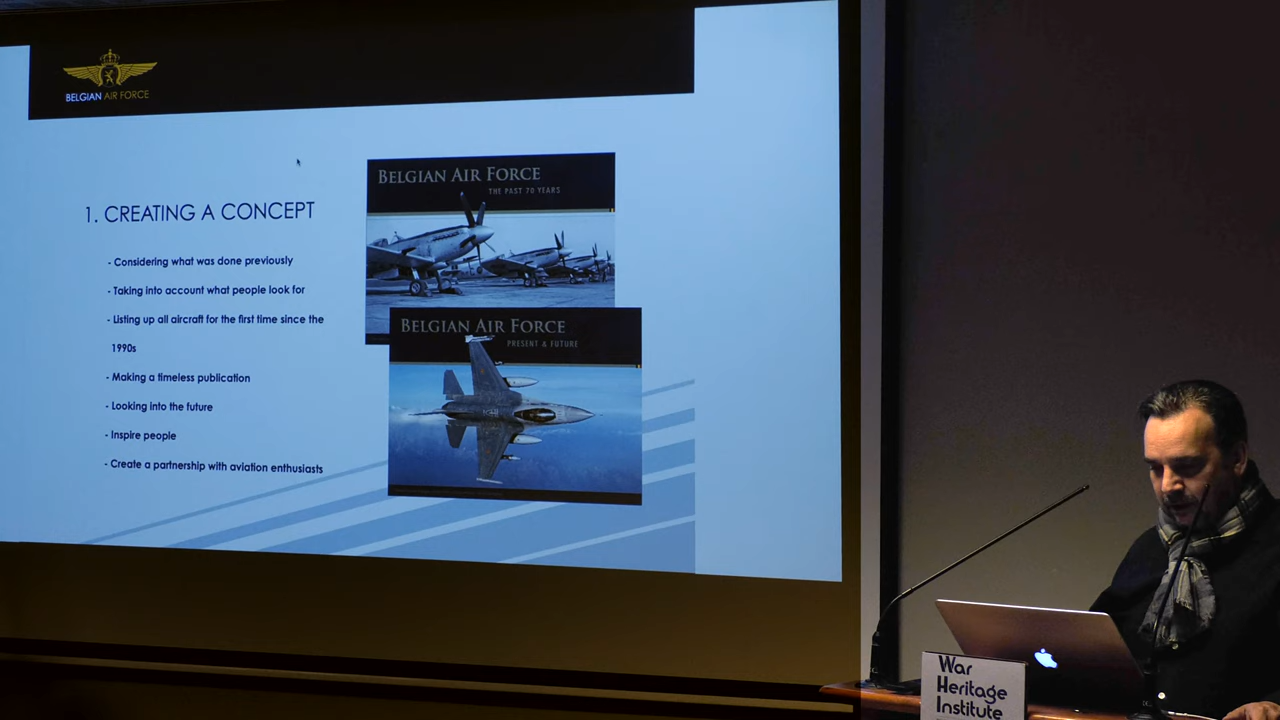 BELGIAN AIR FORCE
1. CREATING A CONCEPT
- Considering what was done previously
- Taking into account what people look for
- Listing up all aircraft for the first time since the
1990s
- Making a timeless publication
- Looking into the future
- Inspire people
- Create a partnership with aviation enthusiasts
BELGIAN AIR FORCE
THE PAST 70 YEARS
BELGIAN AIR FORCE
PRESENT & FUTURE
War
Heritage
Institute